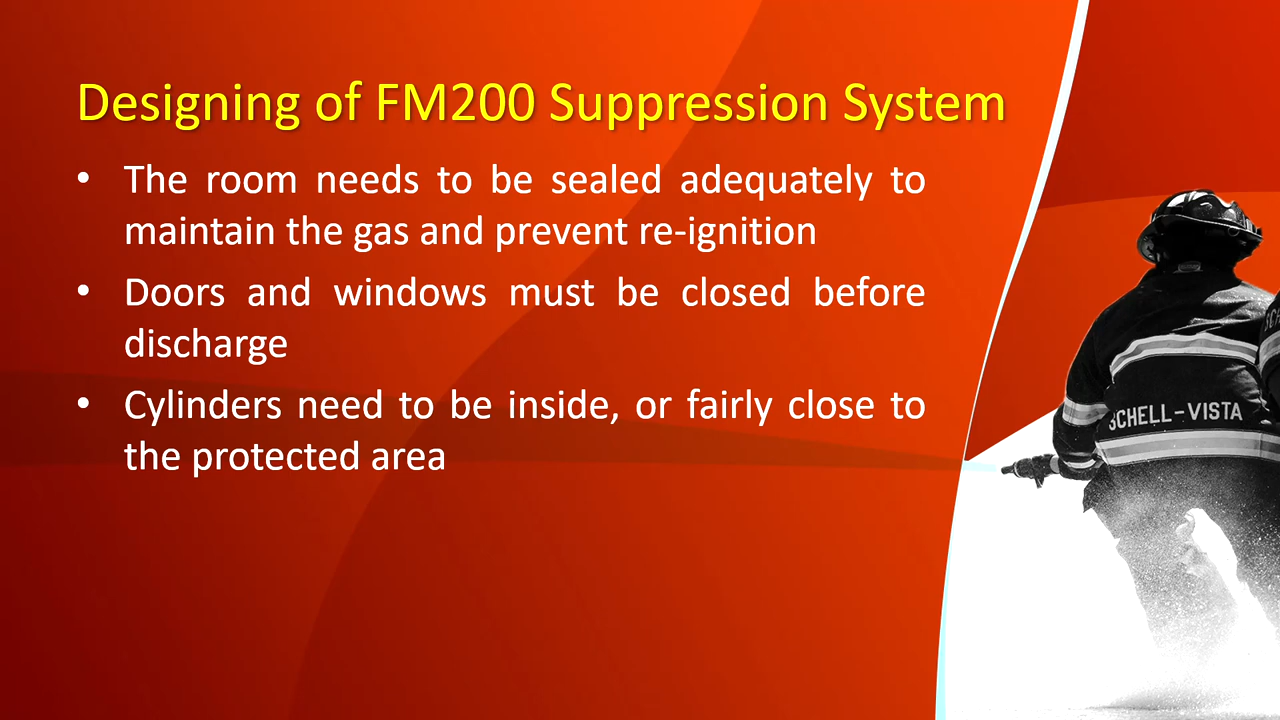 Designing of FM200 Suppression System
• The room needs to be sealed adequately to
maintain the gas and prevent re-ignition
• Doors and windows must be closed before
discharge
• Cylinders need to be inside, or fairly close to
the protected area
SCHELL-VISTA